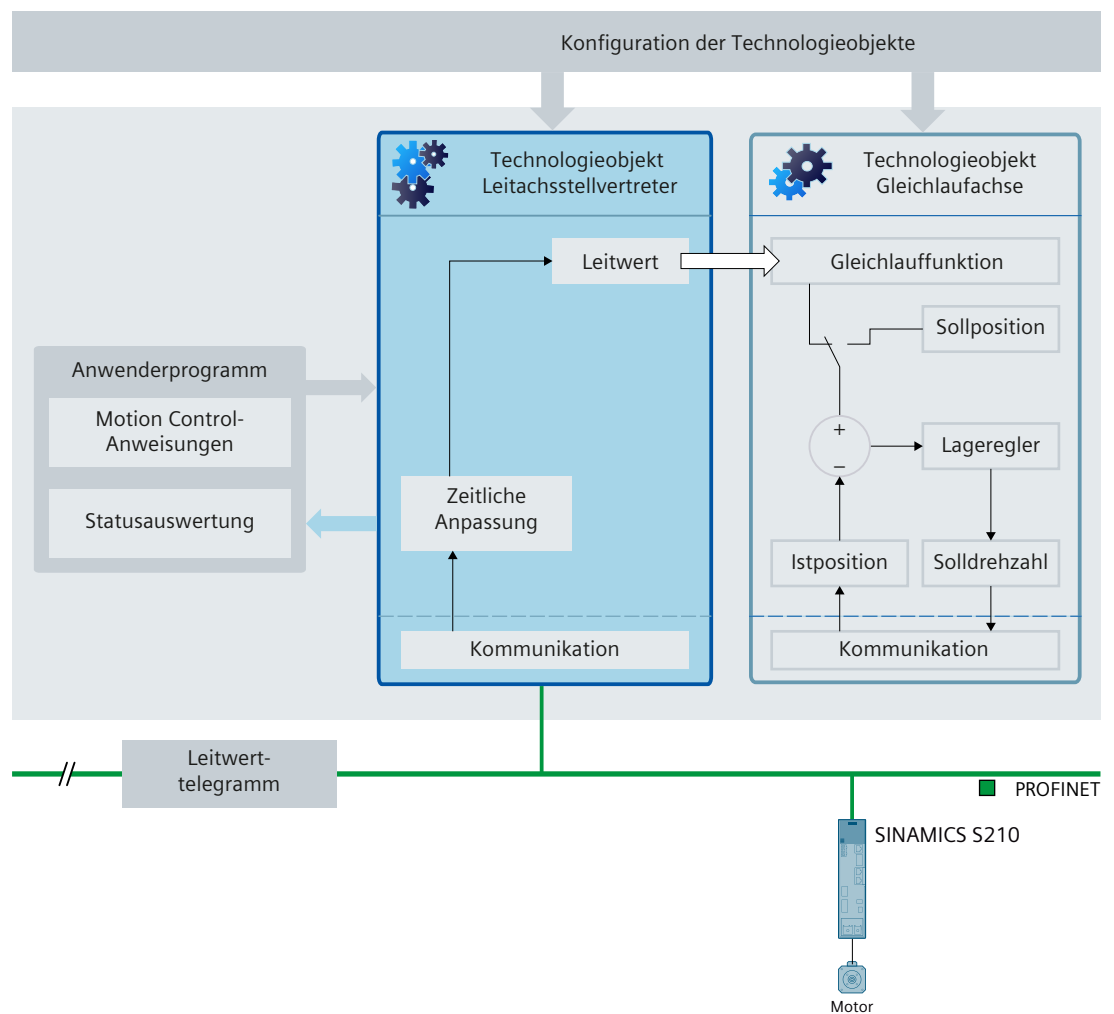 Konfiguration der Technologieobjekte
Technologieobjekt
Leitachsstellvertreter
Technologieobjekt
Gleichlaufachse
Leitwert
Gleichlauffunktion
Sollposition
Anwenderprogramm
Motion Control-
Anweisungen
Statusauswertung
+
−
Lageregler
Zeitliche
Anpassung
Istposition
Solldrehzahl
Kommunikation
Kommunikation
Leitwert-
telegramm
PROFINET
SINAMICS S210
Motor